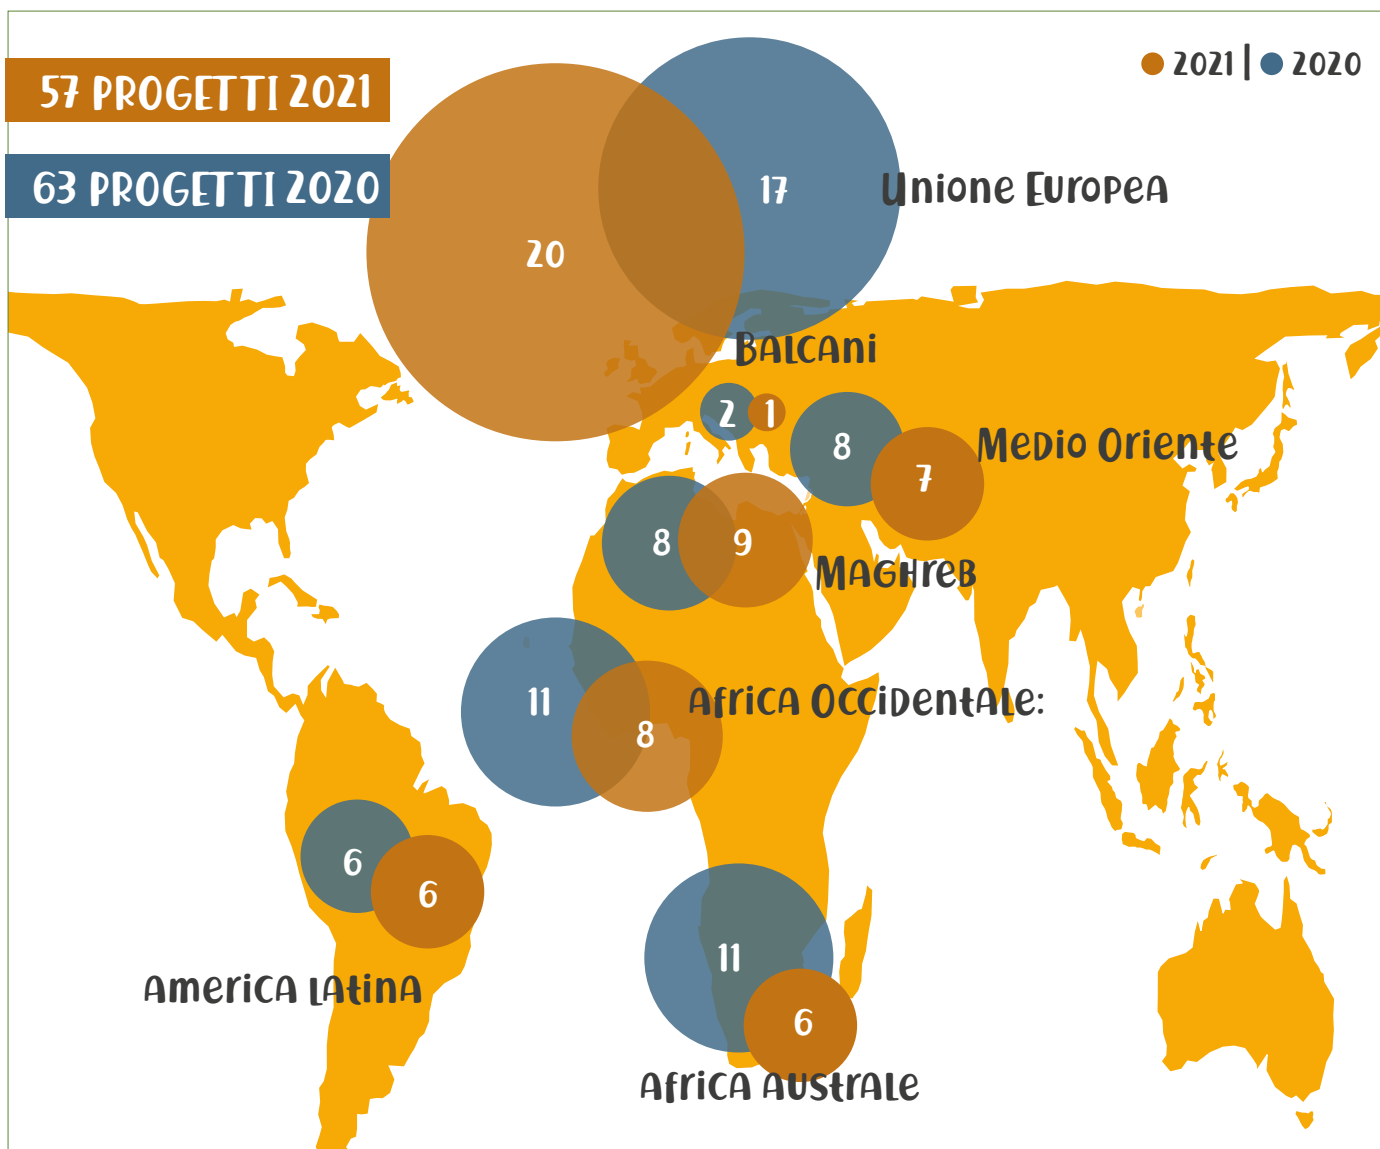 57 PROGETTI 2021
63 PROGETTI 2020
2021 | 2020
17
Unione Europea
20
Balcani
2 1
8
7
Medio Oriente
8 9
Maghreb
11
8
Africa Occidentale:
6
6
America Latina
11
6
Africa Australe